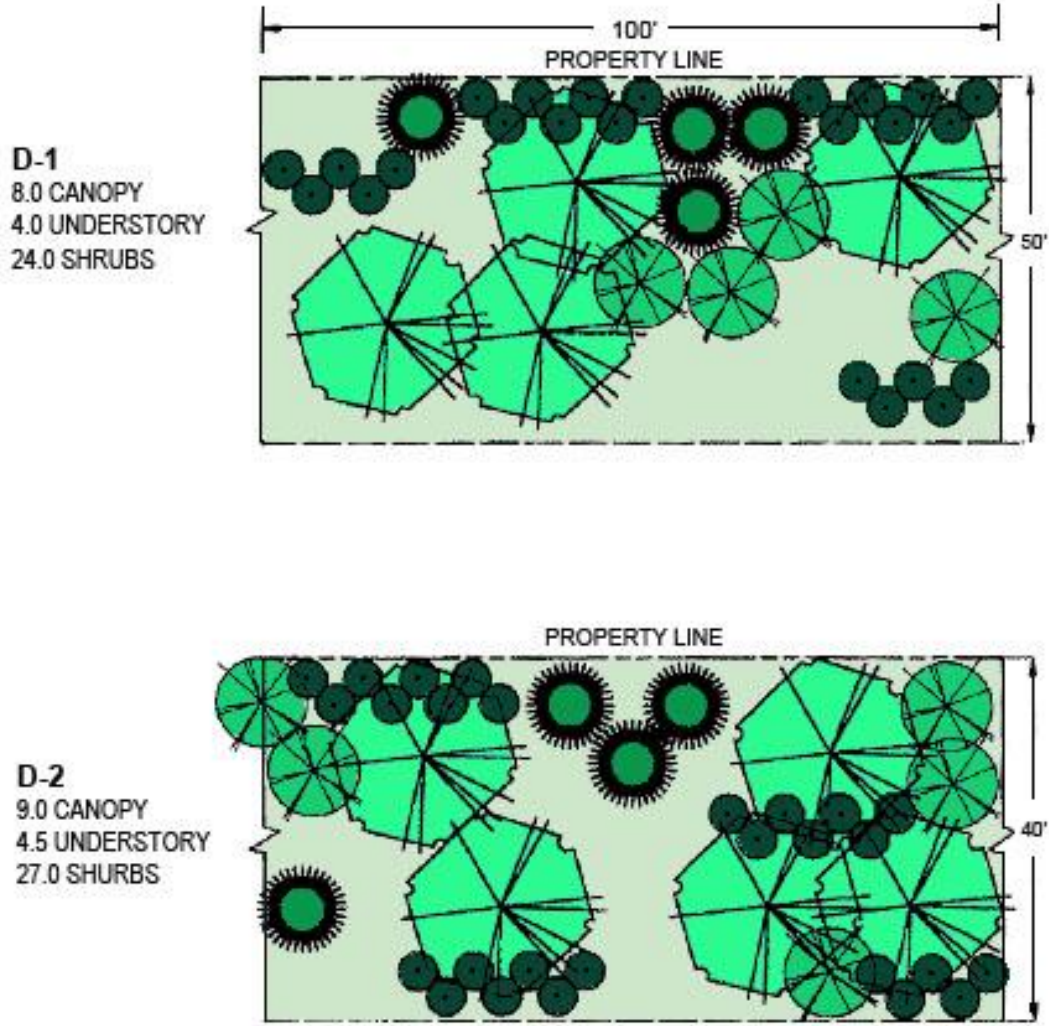 100'
PROPERTY LINE
D-1
8.0 CANOPY
4.0 UNDERSTORY
24.0 SHRUBS
50'
PROPERTY LINE
D-2
9.0 CANOPY
4.5 UNDERSTORY
27.0 SHURBS
40'